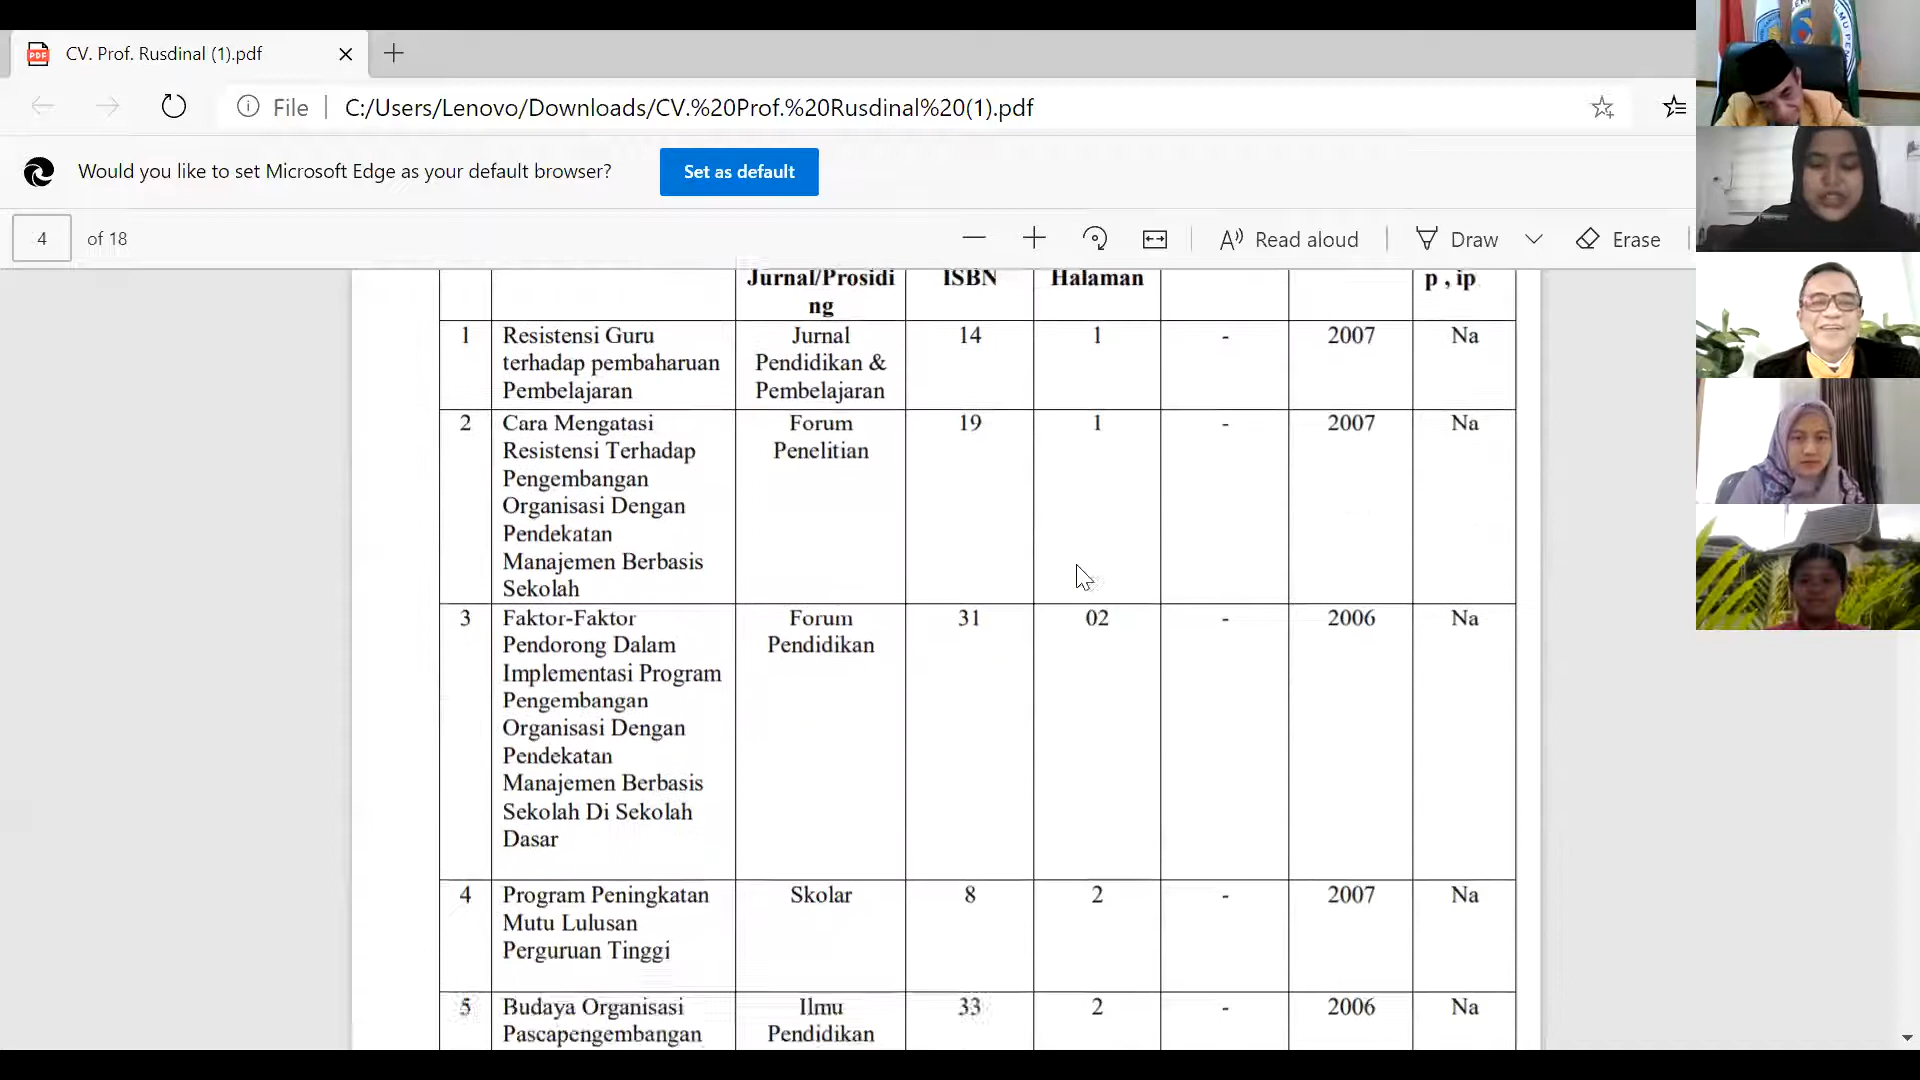 CV. Prof. Rusdinal (1).pdf
File
C:/Users/Lenovo/Downloads/CV.%20Prof.%20Rusdinal%20(1).pdf
Would you like to set Microsoft Edge as your default browser?
Set as default
4 of 18
Read aloud
Draw
Erase
Jurnal/Prosidi ISBN Halaman p , ip
ng
1 Resistensi Guru Jurnal 14 1 - 2007 Na
terhadap pembaharuan Pendidikan &
Pembelajaran Pembelajaran
2 Cara Mengatasi Forum 19 1 - 2007 Na
Resistensi Terhadap Penelitian
Pengembangan
Organisasi Dengan
Pendekatan
Manajemen Berbasis
Sekolah
3 Faktor-Faktor Forum 31 02 - 2006 Na
Pendorong Dalam Pendidikan
Implementasi Program
Pengembangan
Organisasi Dengan
Pendekatan
Manajemen Berbasis
Sekolah Di Sekolah
Dasar
4 Program Peningkatan Skolar 8 2 - 2007 Na
Mutu Lulusan
Perguruan Tinggi
5 Budaya Organisasi Ilmu 33 2 - 2006 Na
Pascapengembangan Pendidikan